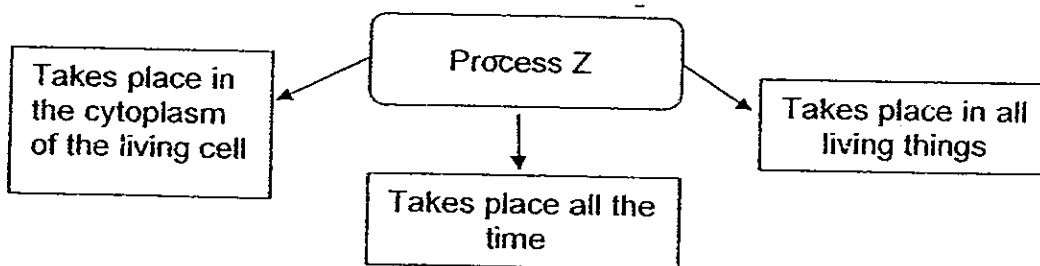 Process Z
Takes place in
the cytoplasm
of the living cell
Takes place all the
time
Takes place in all
living things